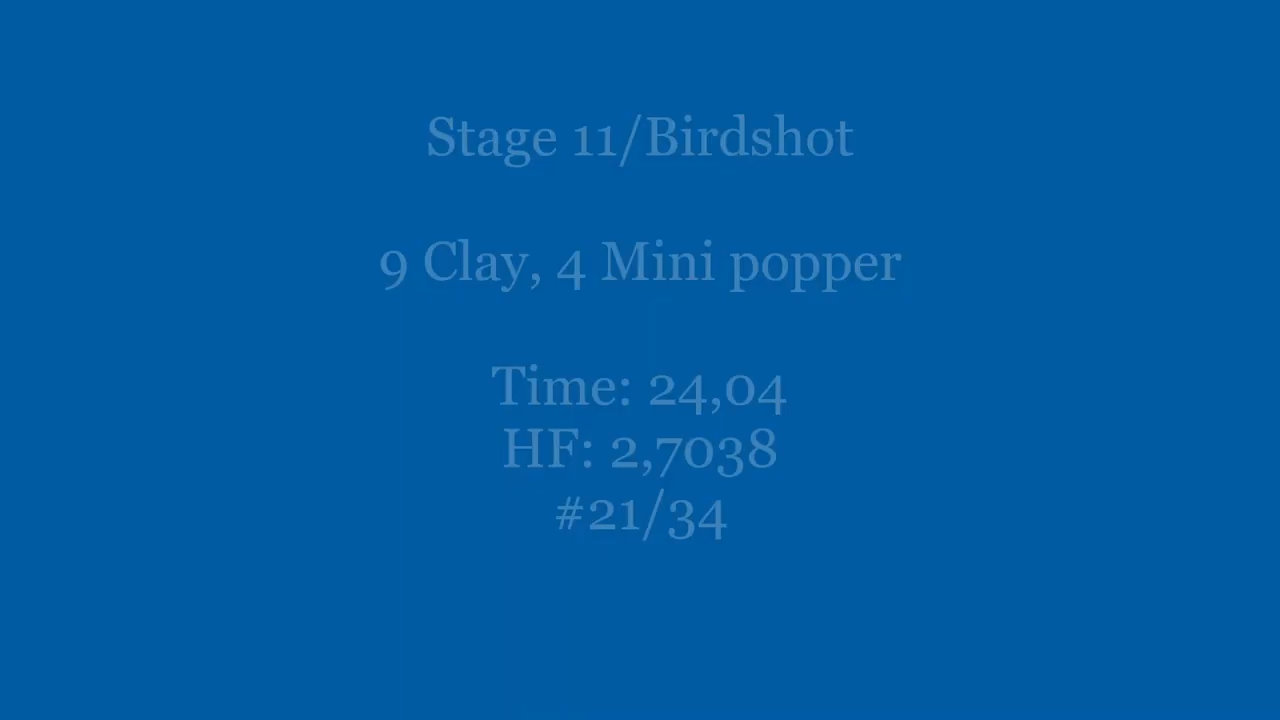 Stage 11/Birdshot
9 Clay, 4 Mini popper
Time: 24,04
HF: 2,7038
#21/34